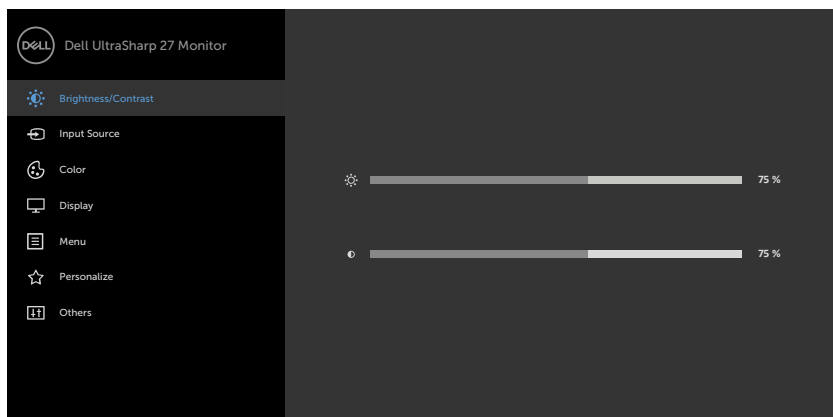 DELL
Dell UltraSharp 27 Monitor
Brightness/Contrast
Input Source
Color
75 %
Display
Menu
75 %
Personalize
Others